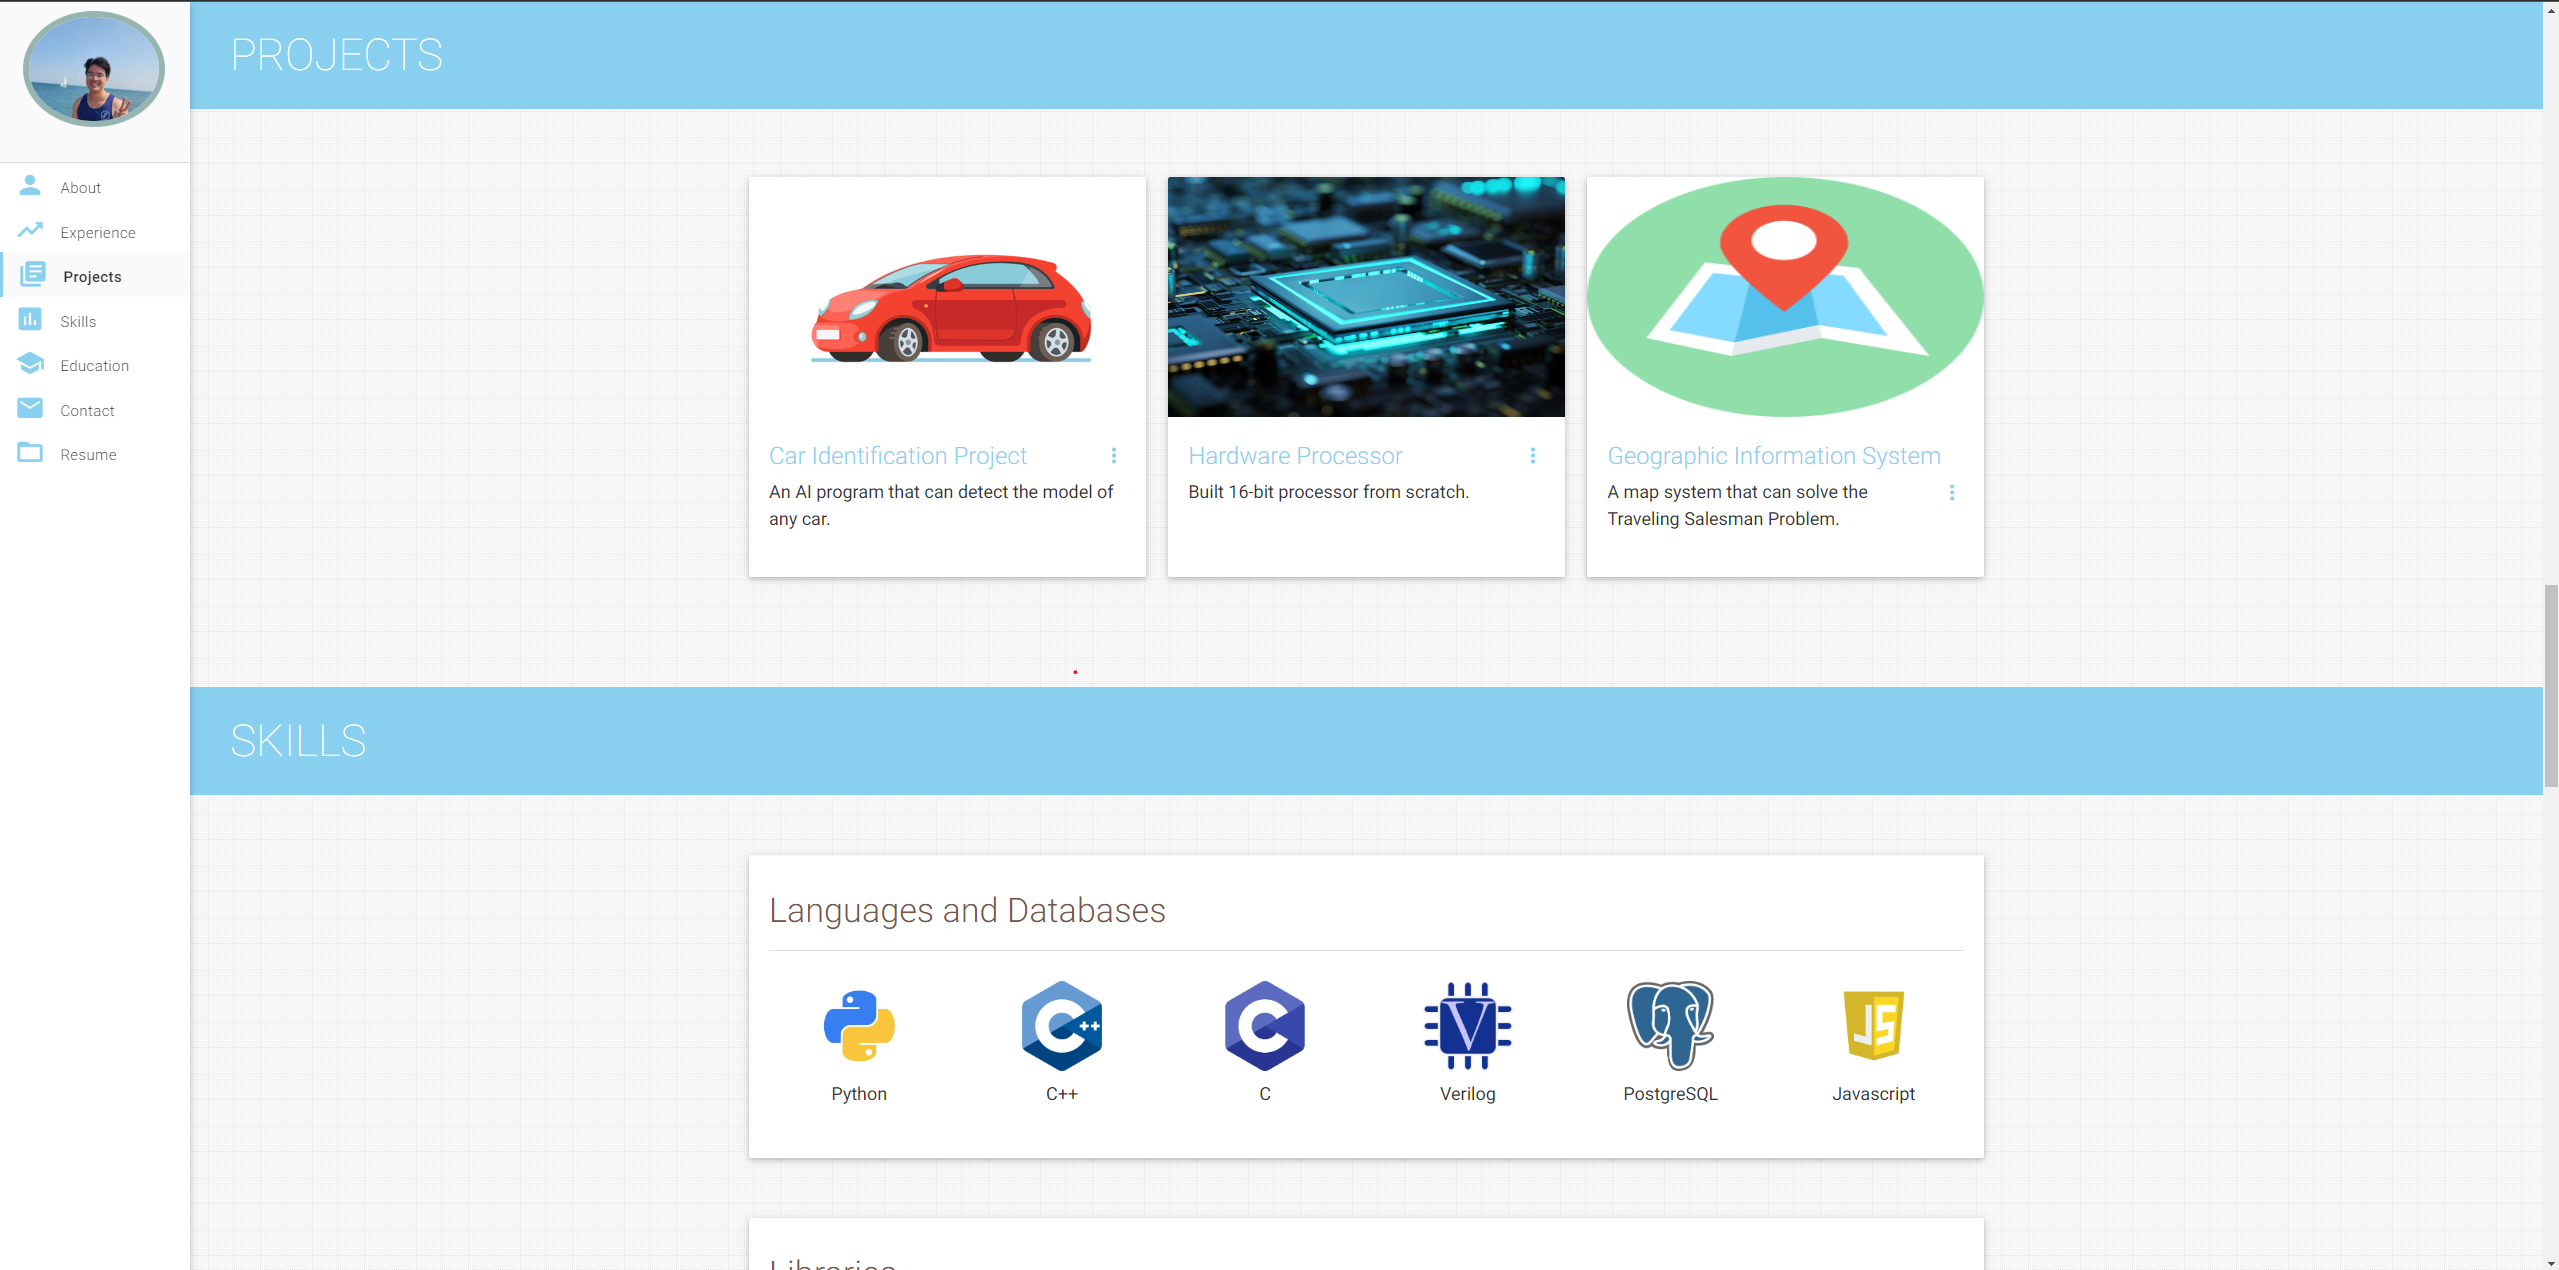 PROJECTS
About
Experience
Projects
Skills
Education
Contact
Resume
Car Identification Project
An AI program that can detect the model of
any car.
Hardware Processor
Built 16-bit processor from scratch.
Geographic Information System
A map system that can solve the
Traveling Salesman Problem.
SKILLS
Languages and Databases
C
++
C
V
JS
Python
C++
C
Verilog
PostgreSQL
Javascript
Libraries